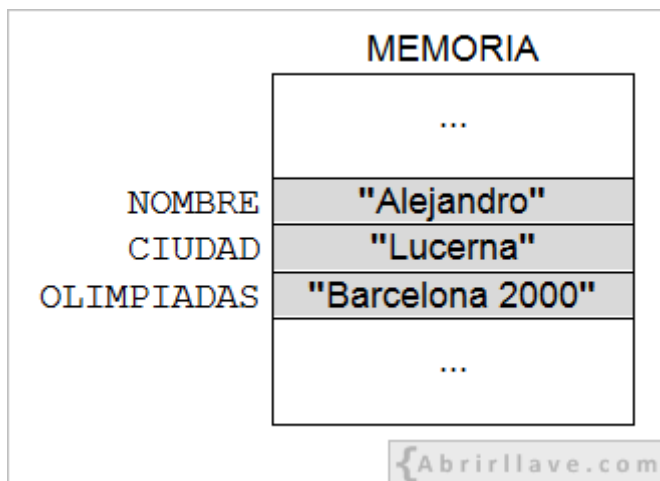 MEMORIA
...
NOMBRE "Alejandro"
CIUDAD "Lucerna"
OLIMPIADAS "Barcelona 2000"
...
{Abrirllave.com